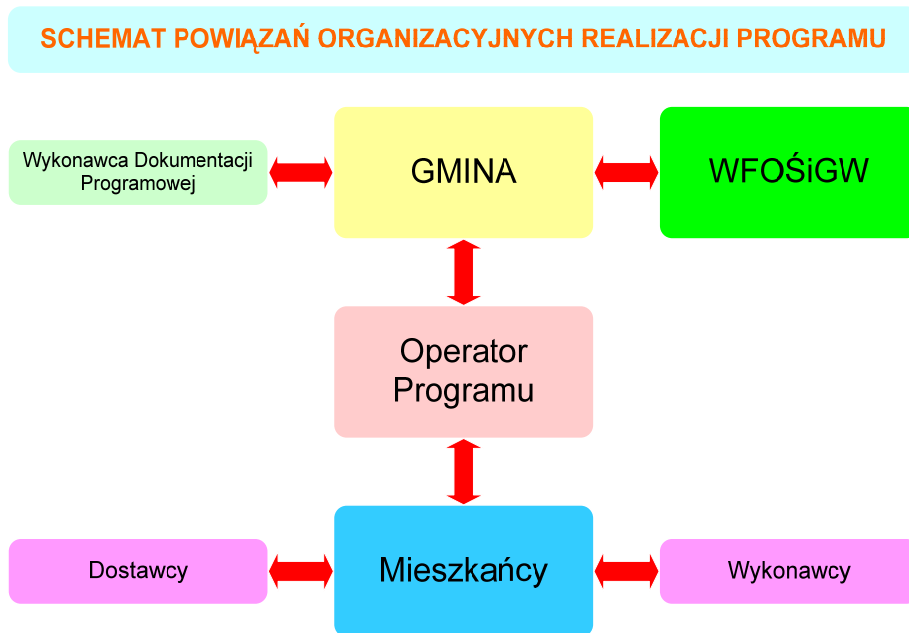 SCHEMAT POWIĄZAŃ ORGANIZACYJNYCH REALIZACJI PROGRAMU
Wykonawca Dokumentacji
Programowej
GMINA
WFOŚiGW
Operator
Programu
Dostawcy
Mieszkańcy
Wykonawcy